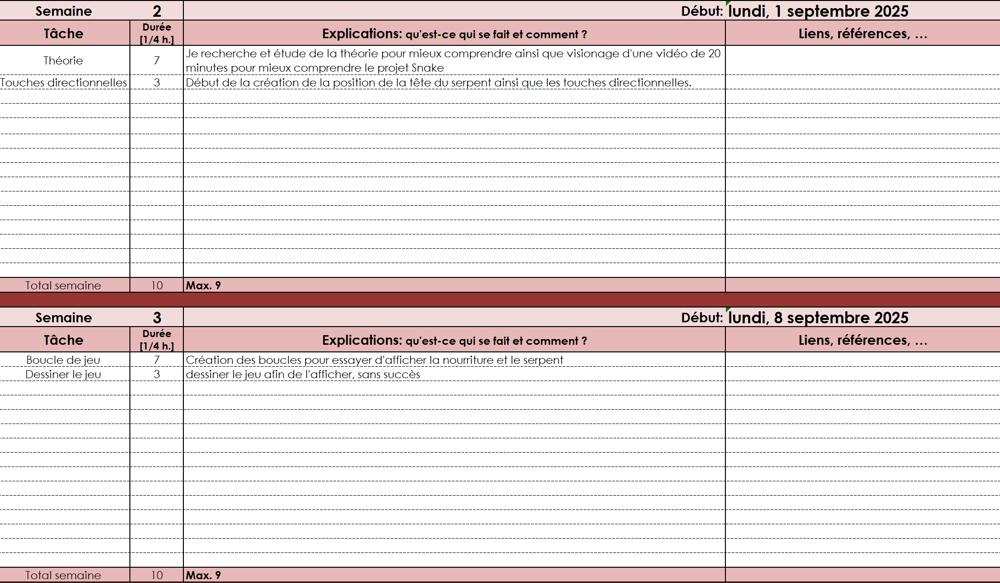 Semaine 2 Début: lundi, 1 septembre 2025
Tâche Durée [1/4 h.] Explications: qu'est-ce qui se fait et comment ? Liens, références, …
Théorie 7 Je recherche et étude de la théorie pour mieux comprendre ainsi que visionage d'une vidéo de 20
minutes pour mieux comprendre le projet Snake
Touches directionnelles 3 Début de la création de la position de la tête du serpent ainsi que les touches directionnelles.
Total semaine 10 Max. 9
Semaine 3 Début: lundi, 8 septembre 2025
Tâche Durée [1/4 h.] Explications: qu'est-ce qui se fait et comment ? Liens, références, …
Boucle de jeu 7 Création des boucles pour essayer d'afficher la nourriture et le serpent
Dessiner le jeu 3 dessiner le jeu afin de l'afficher, sans succès
Total semaine 10 Max. 9